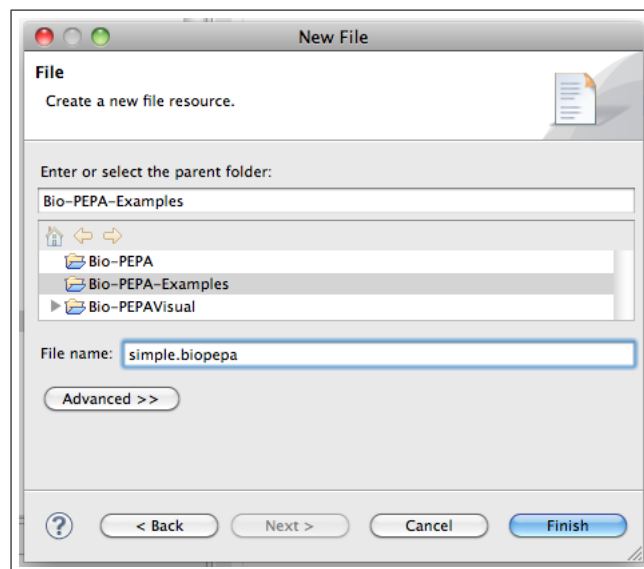 New File
File
Create a new file resource.
Enter or select the parent folder:
Bio-PEPA-Examples
Bio-PEPA
Bio-PEPA-Examples
Bio-PEPAVisual
File name: simple.biopepa
Advanced >>
? < Back Next > Cancel Finish